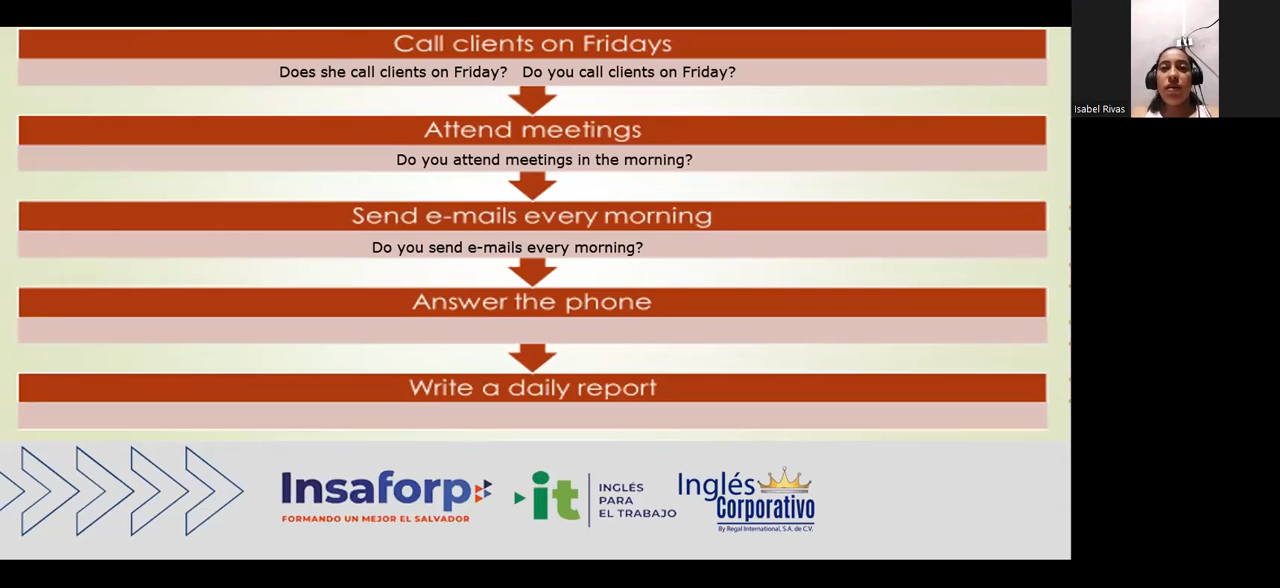 Call clients on Fridays
Does she call clients on Friday? Do you call clients on Friday?
Isabel Rivas
Attend meetings
Do you attend meetings in the morning?
Send e-mails every morning
Do you send e-mails every morning?
Answer the phone
Write a daily report
Insaforp
FORMANDO UN MEJOR EL SALVADOR
it
INGLÉS
PARA
EL TRABAJO
Inglés
Corporativo
By Regal International, S.A. de C.V.